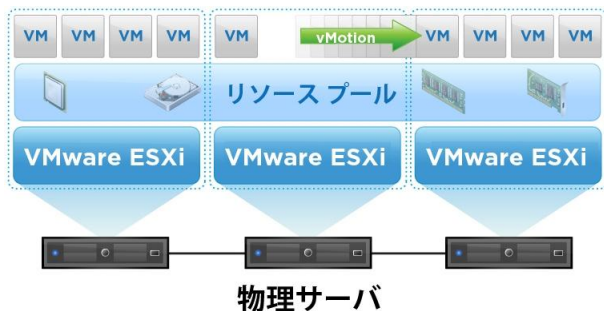 VM VM VM VM VM vMotion VM VM VM VM
リソース プール
VMware ESXi VMware ESXi VMware ESXi
物理サーバ